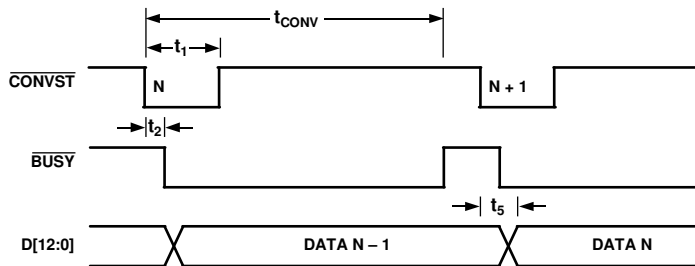 tCONV
t1
CONVST
N
N + 1
t2
BUSY
t5
D[12:0]
DATA N – 1
DATA N